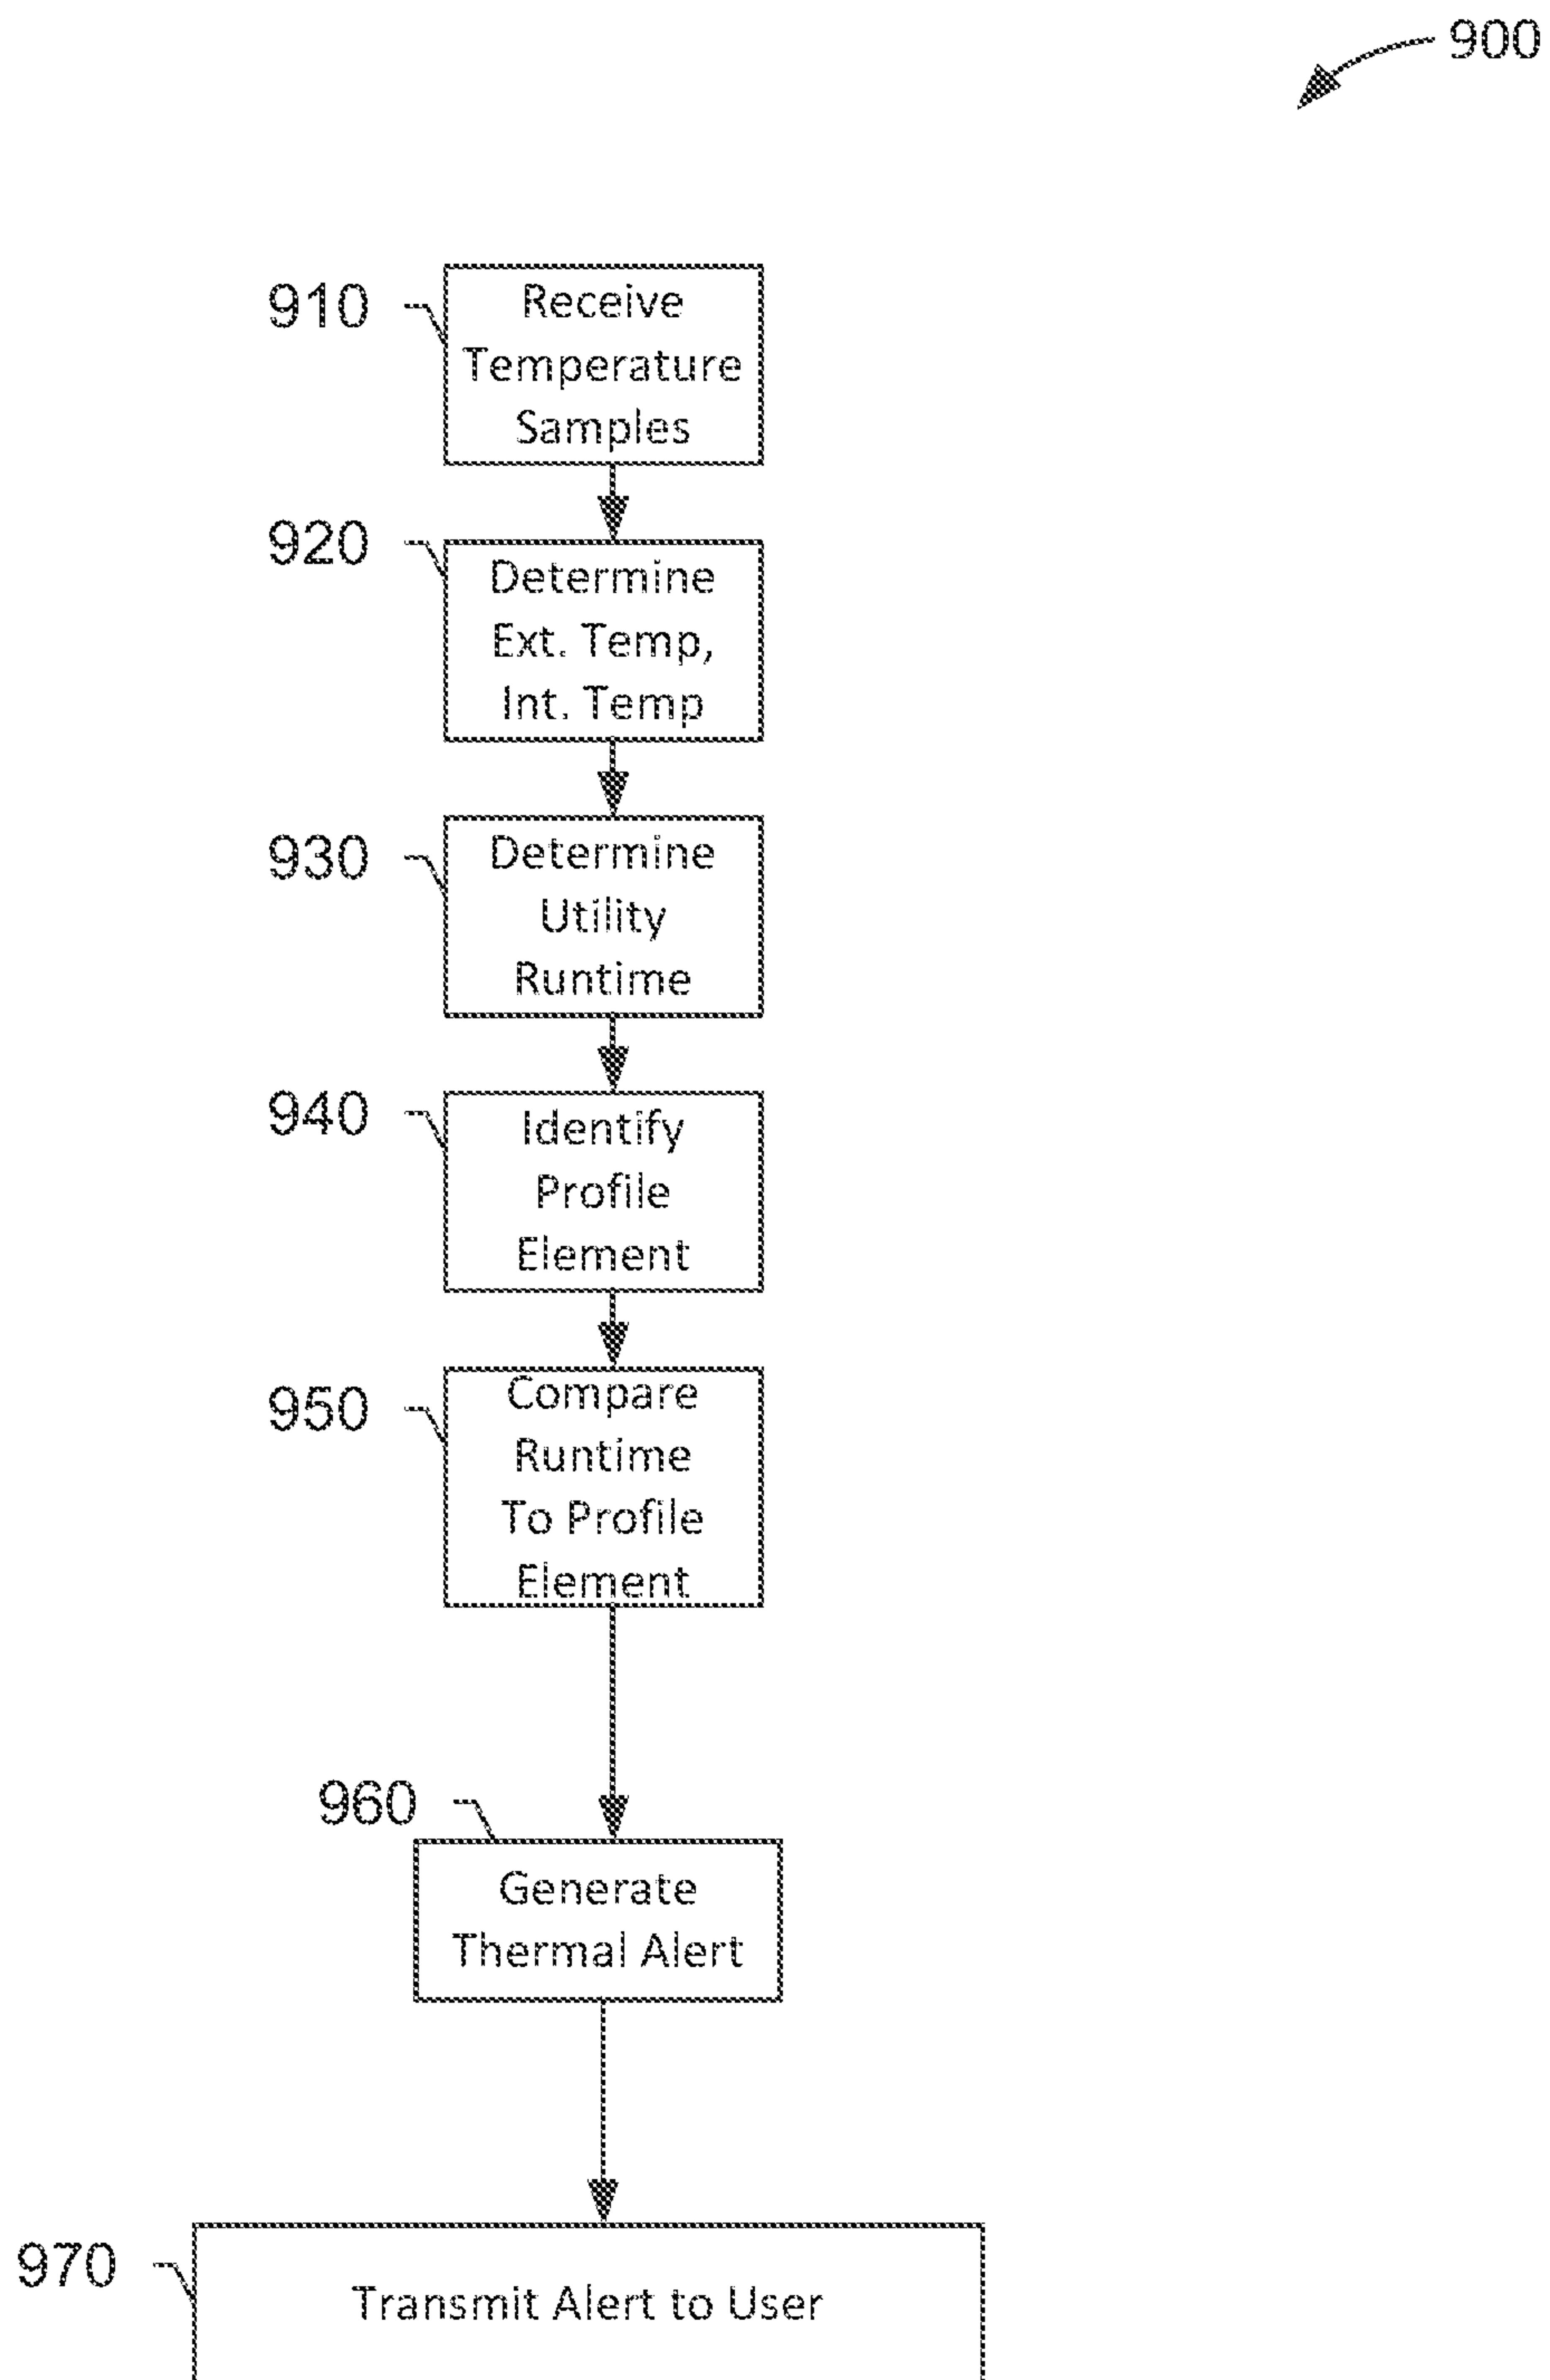 900
910
Receive
Temperature
Samples
920
Determine
Ext. Temp,
Int. Temp
930
Determine
Utility
Runtime
940
Identify
Profile
Element
950
Compare
Runtime
To Profile
Element
960
Generate
Thermal Alert
970
Transmit Alert to User